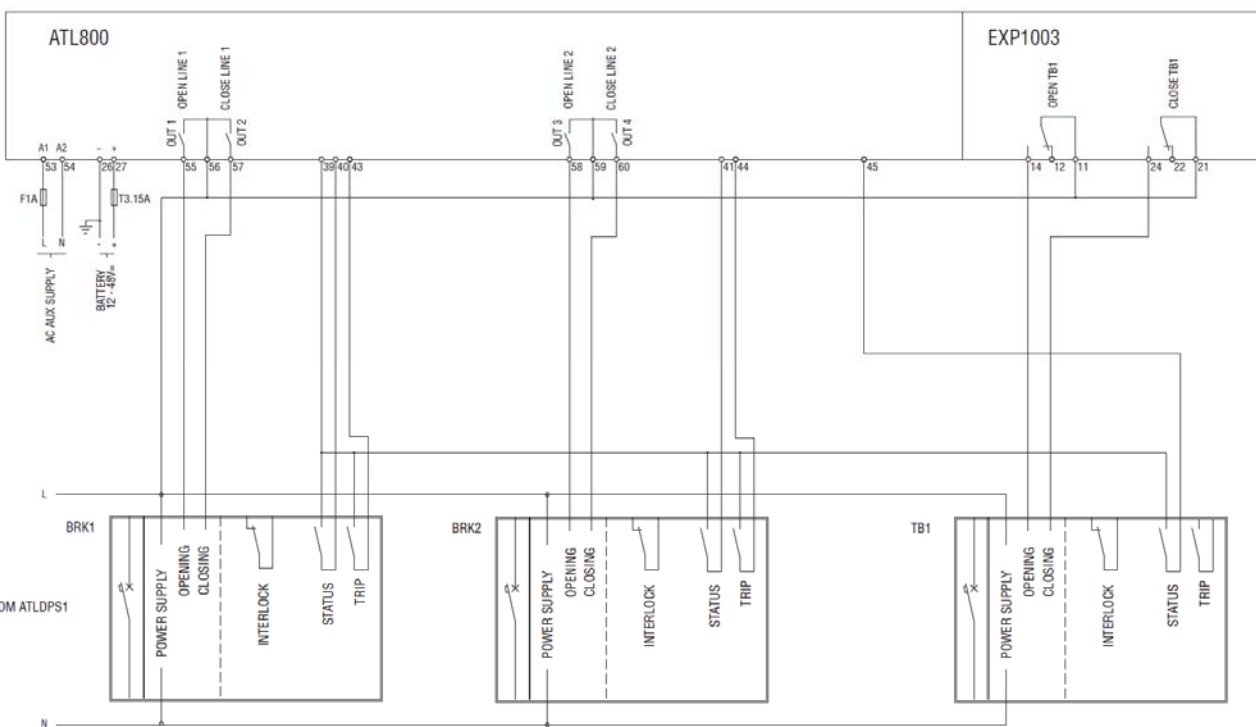 ATL800
EXP1003
OPEN LINE 1
CLOSE LINE 1
OPEN LINE 2
CLOSE LINE 2
OPEN TB1
CLOSE TB1
OUT 1
OUT 2
OUT 3
OUT 4
A1 A2 - +
53 54 26 27 55 56 57 39 40 43 58 59 60 41 44 45 14 12 11 24 22 21
F1A
T3.15A
L N - +
AC AUX SUPPLY
BATTERY
12 - 48V=
L
BRK1
BRK2
TB1
POWER SUPPLY
OPENING
CLOSING
INTERLOCK
STATUS
TRIP
POWER SUPPLY
OPENING
CLOSING
INTERLOCK
STATUS
TRIP
POWER SUPPLY
OPENING
CLOSING
INTERLOCK
STATUS
TRIP
OM ATLDPS1
N